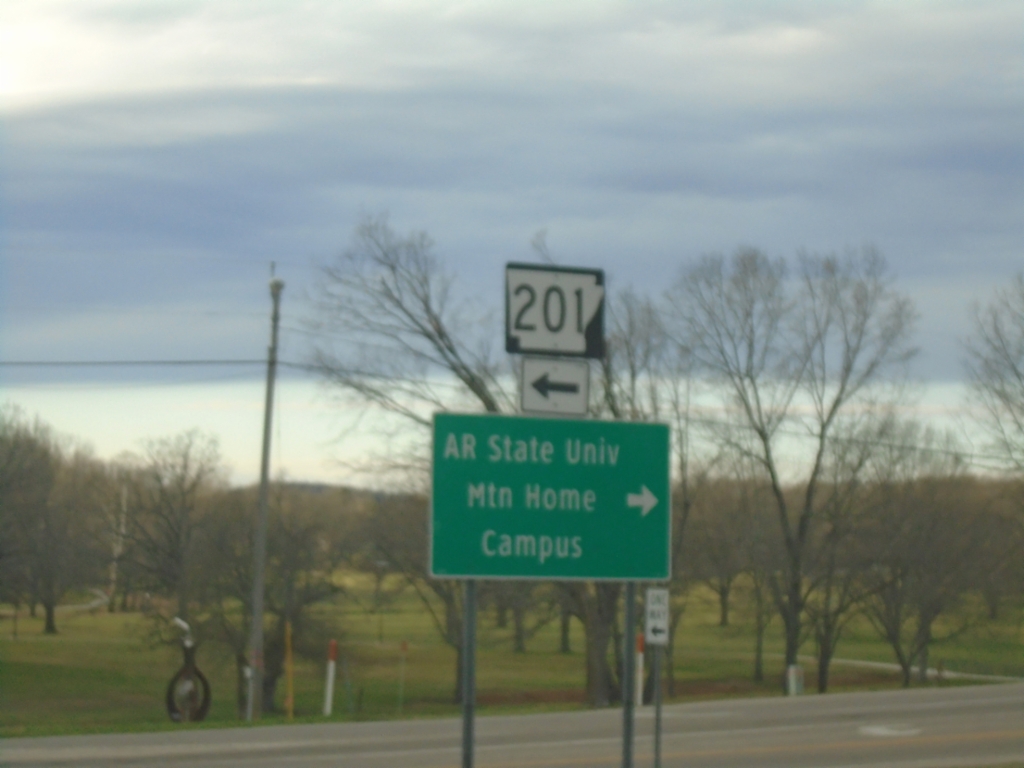 201
AR State Univ
Mtn Home
Campus